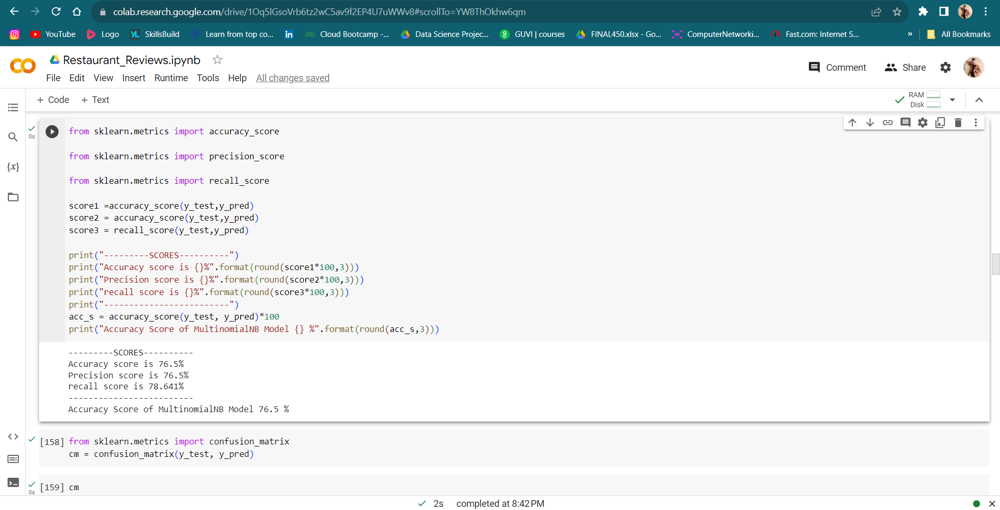 colab.research.google.com/drive/1Oq5lGsoVrb6tz2wC5av9f2EP4U7uWWv8#scrollTo=YW8ThOkhw6qm
YouTube Logo SkillsBuild Learn from top co... Cloud Bootcamp -... Data Science Projec... GUVI | courses FINAL450.xlsx - Go... ComputerNetworki... Fast.com: Internet S... » All Bookmarks
Restaurant_Reviews.ipynb
Comment Share
File Edit View Insert Runtime Tools Help All changes saved
+ Code + Text
RAM
Disk
0s
from sklearn.metrics import accuracy_score
from sklearn.metrics import precision_score
{x}
from sklearn.metrics import recall_score
score1 =accuracy_score(y_test,y_pred)
score2 = accuracy_score(y_test,y_pred)
score3 = recall_score(y_test,y_pred)
print("---------SCORES----------")
print("Accuracy score is {}%".format(round(score1*100,3)))
print("Precision score is {}%".format(round(score2*100,3)))
print("recall score is {}%".format(round(score3*100,3)))
print("-------------------------")
acc_s = accuracy_score(y_test, y_pred)*100
print("Accuracy Score of MultinomialNB Model {} %".format(round(acc_s,3)))
---------SCORES----------
Accuracy score is 76.5%
Precision score is 76.5%
recall score is 78.641%
-------------------------
Accuracy Score of MultinomialNB Model 76.5 %
[158] from sklearn.metrics import confusion_matrix
cm = confusion_matrix(y_test, y_pred)
[159] cm
0s
2s completed at 8:42 PM